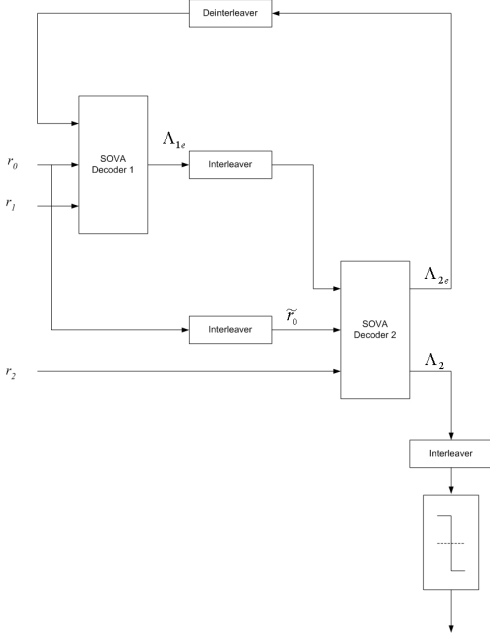 Deinterleaver
SOVA
Decoder 1
Λ1e
Interleaver
r0
r1
Interleaver
r̃0
SOVA
Decoder 2
Λ2e
r2
Λ2
Interleaver